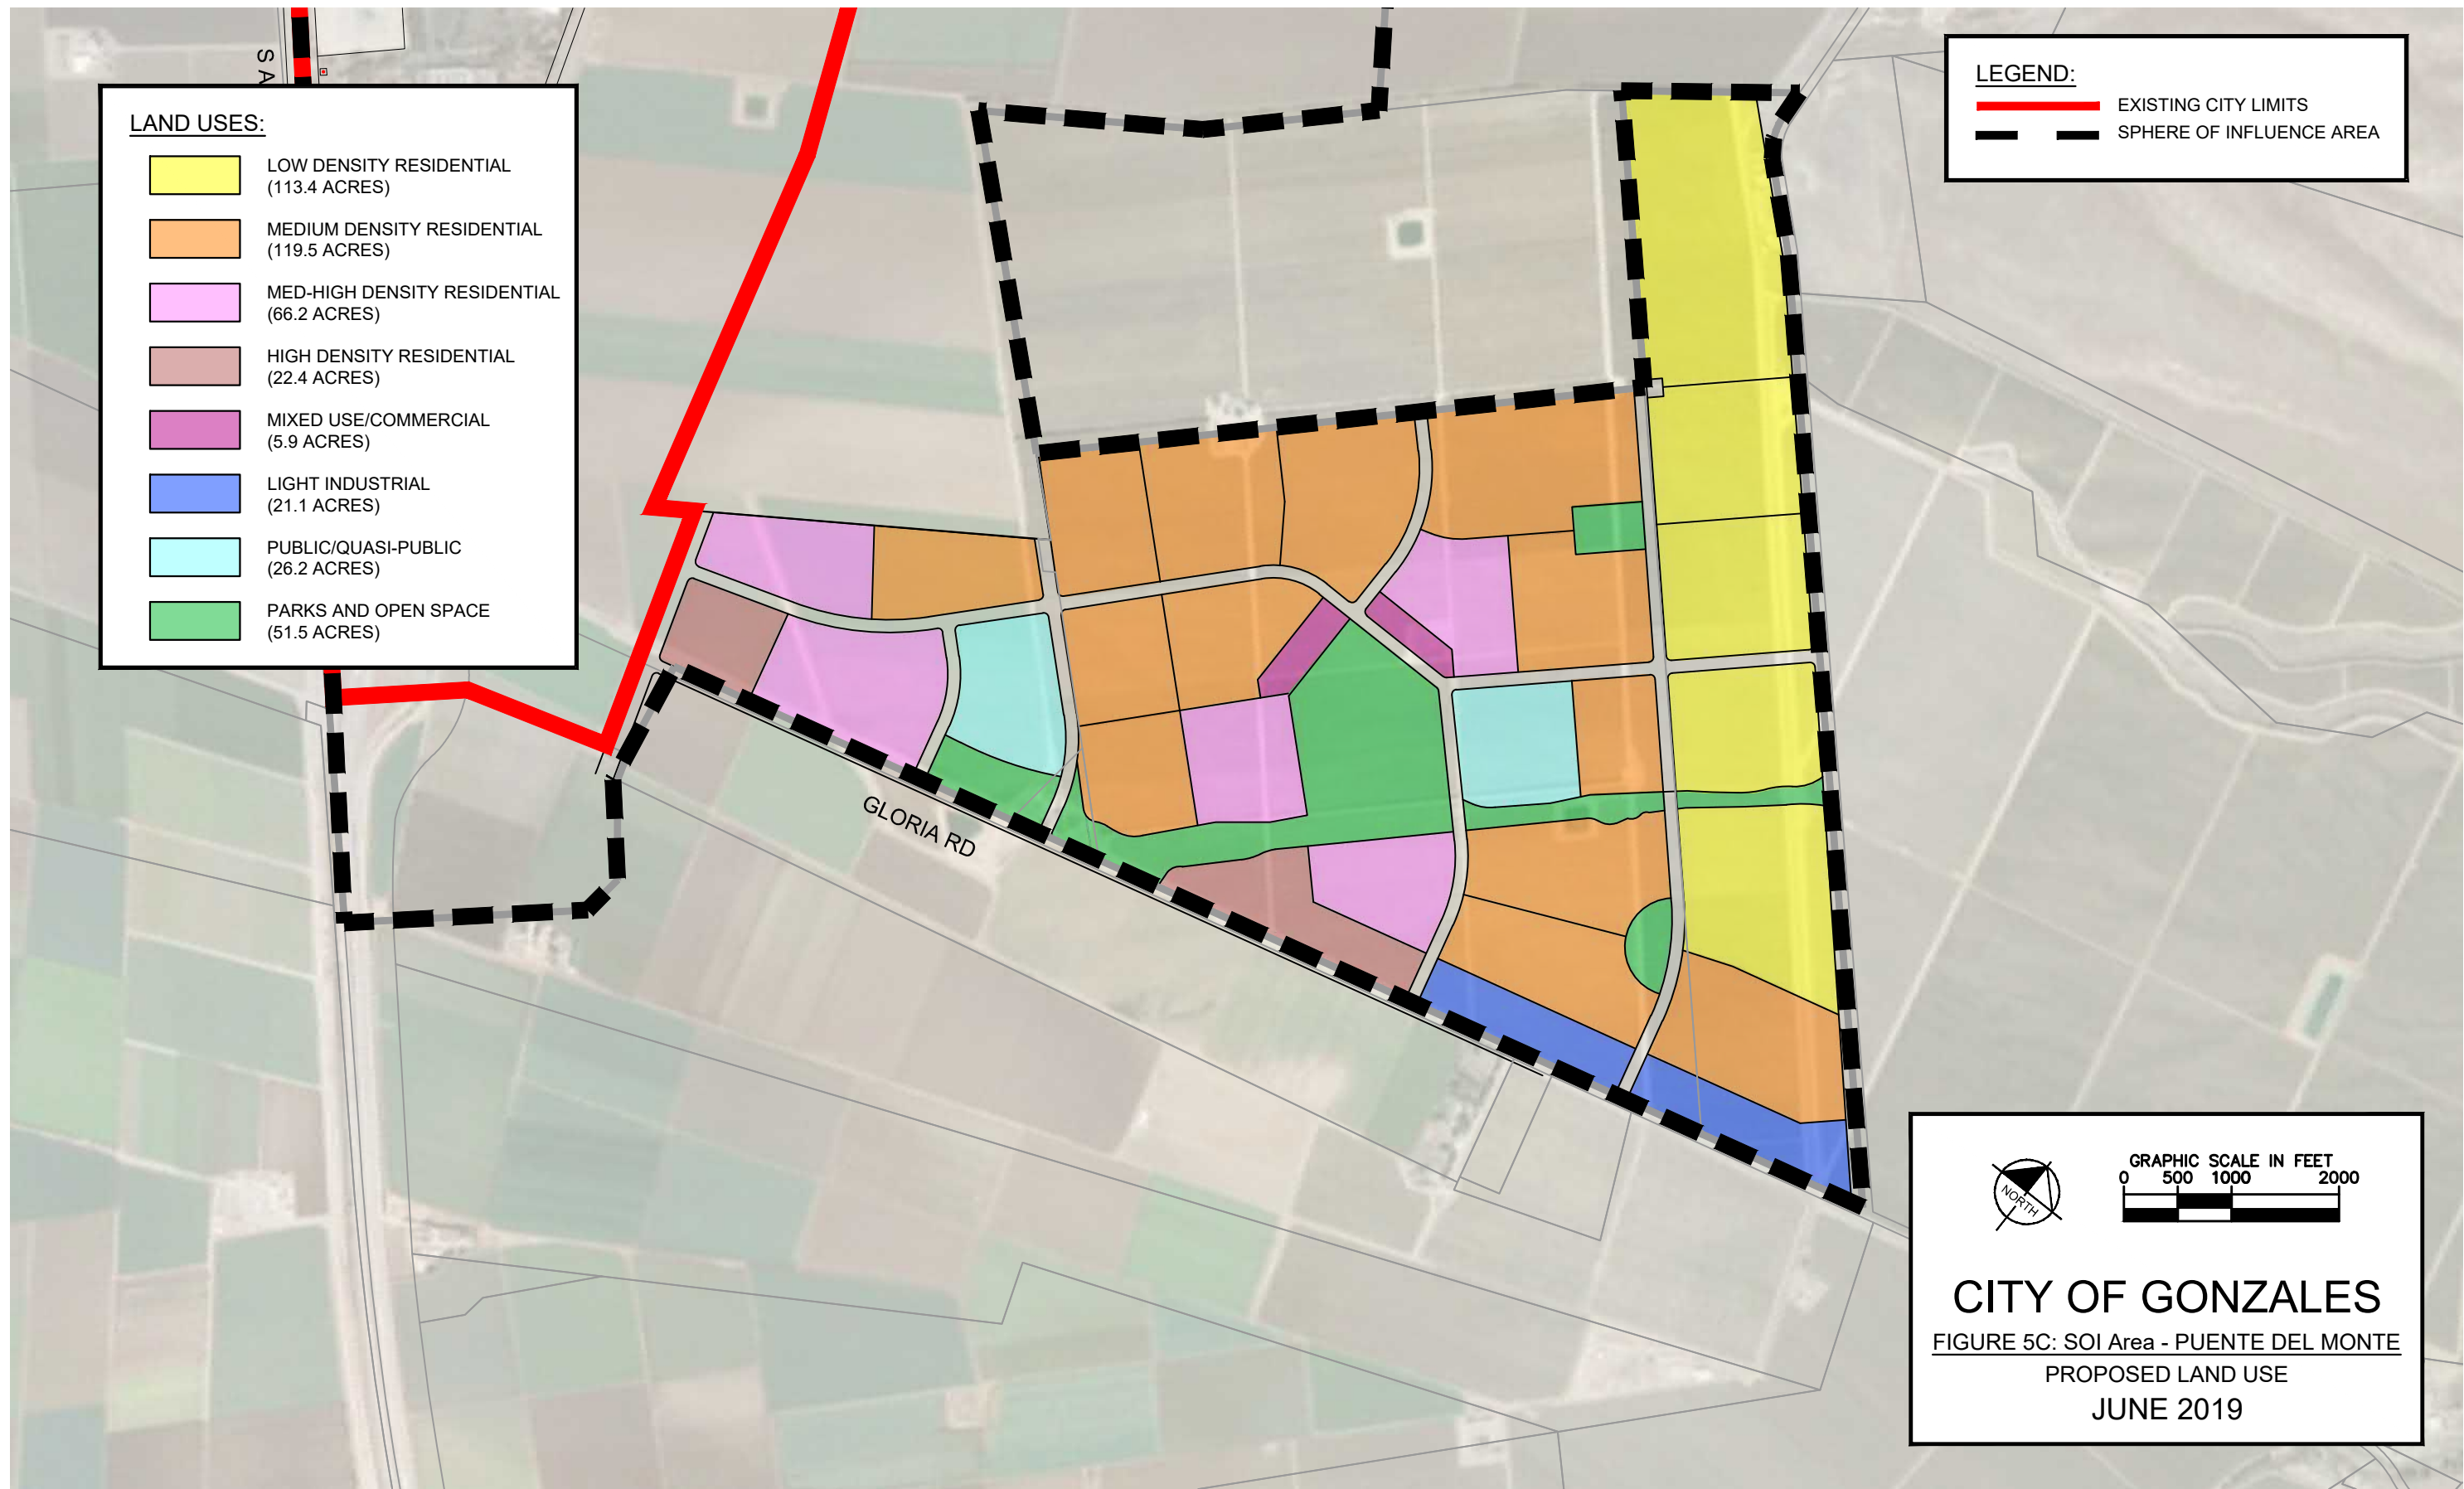 S A
LAND USES:
LOW DENSITY RESIDENTIAL
(113.4 ACRES)
MEDIUM DENSITY RESIDENTIAL
(119.5 ACRES)
MED-HIGH DENSITY RESIDENTIAL
(66.2 ACRES)
HIGH DENSITY RESIDENTIAL
(22.4 ACRES)
MIXED USE/COMMERCIAL
(5.9 ACRES)
LIGHT INDUSTRIAL
(21.1 ACRES)
PUBLIC/QUASI-PUBLIC
(26.2 ACRES)
PARKS AND OPEN SPACE
(51.5 ACRES)
LEGEND:
EXISTING CITY LIMITS
SPHERE OF INFLUENCE AREA
GLORIA RD
NORTH
GRAPHIC SCALE IN FEET
0 500 1000 2000
CITY OF GONZALES
FIGURE 5C: SOI Area - PUENTE DEL MONTE
PROPOSED LAND USE
JUNE 2019